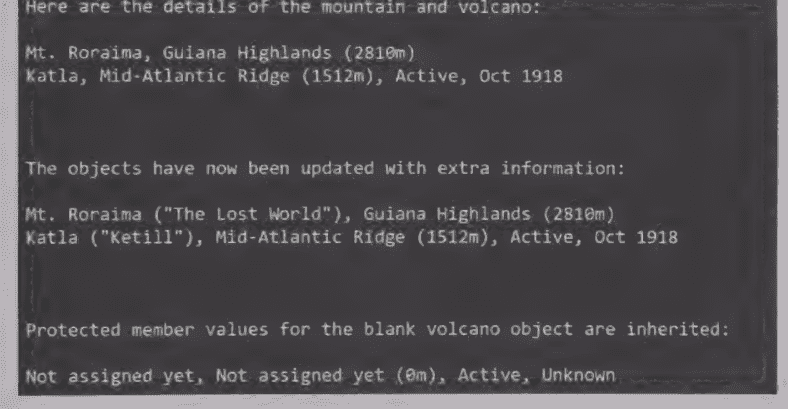 Here are the details of the mountain and volcano:
Mt. Roraima, Guiana Highlands (2810m)
Katla, Mid-Atlantic Ridge (1512m), Active, Oct 1918
The objects have now been updated with extra information:
Mt. Roraima ("The Lost World"), Guiana Highlands (2810m)
Katla ("Ketill"), Mid-Atlantic Ridge (1512m), Active, Oct 1918
Protected member values for the blank volcano object are inherited:
Not assigned yet, Not assigned yet (0m), Active, Unknown